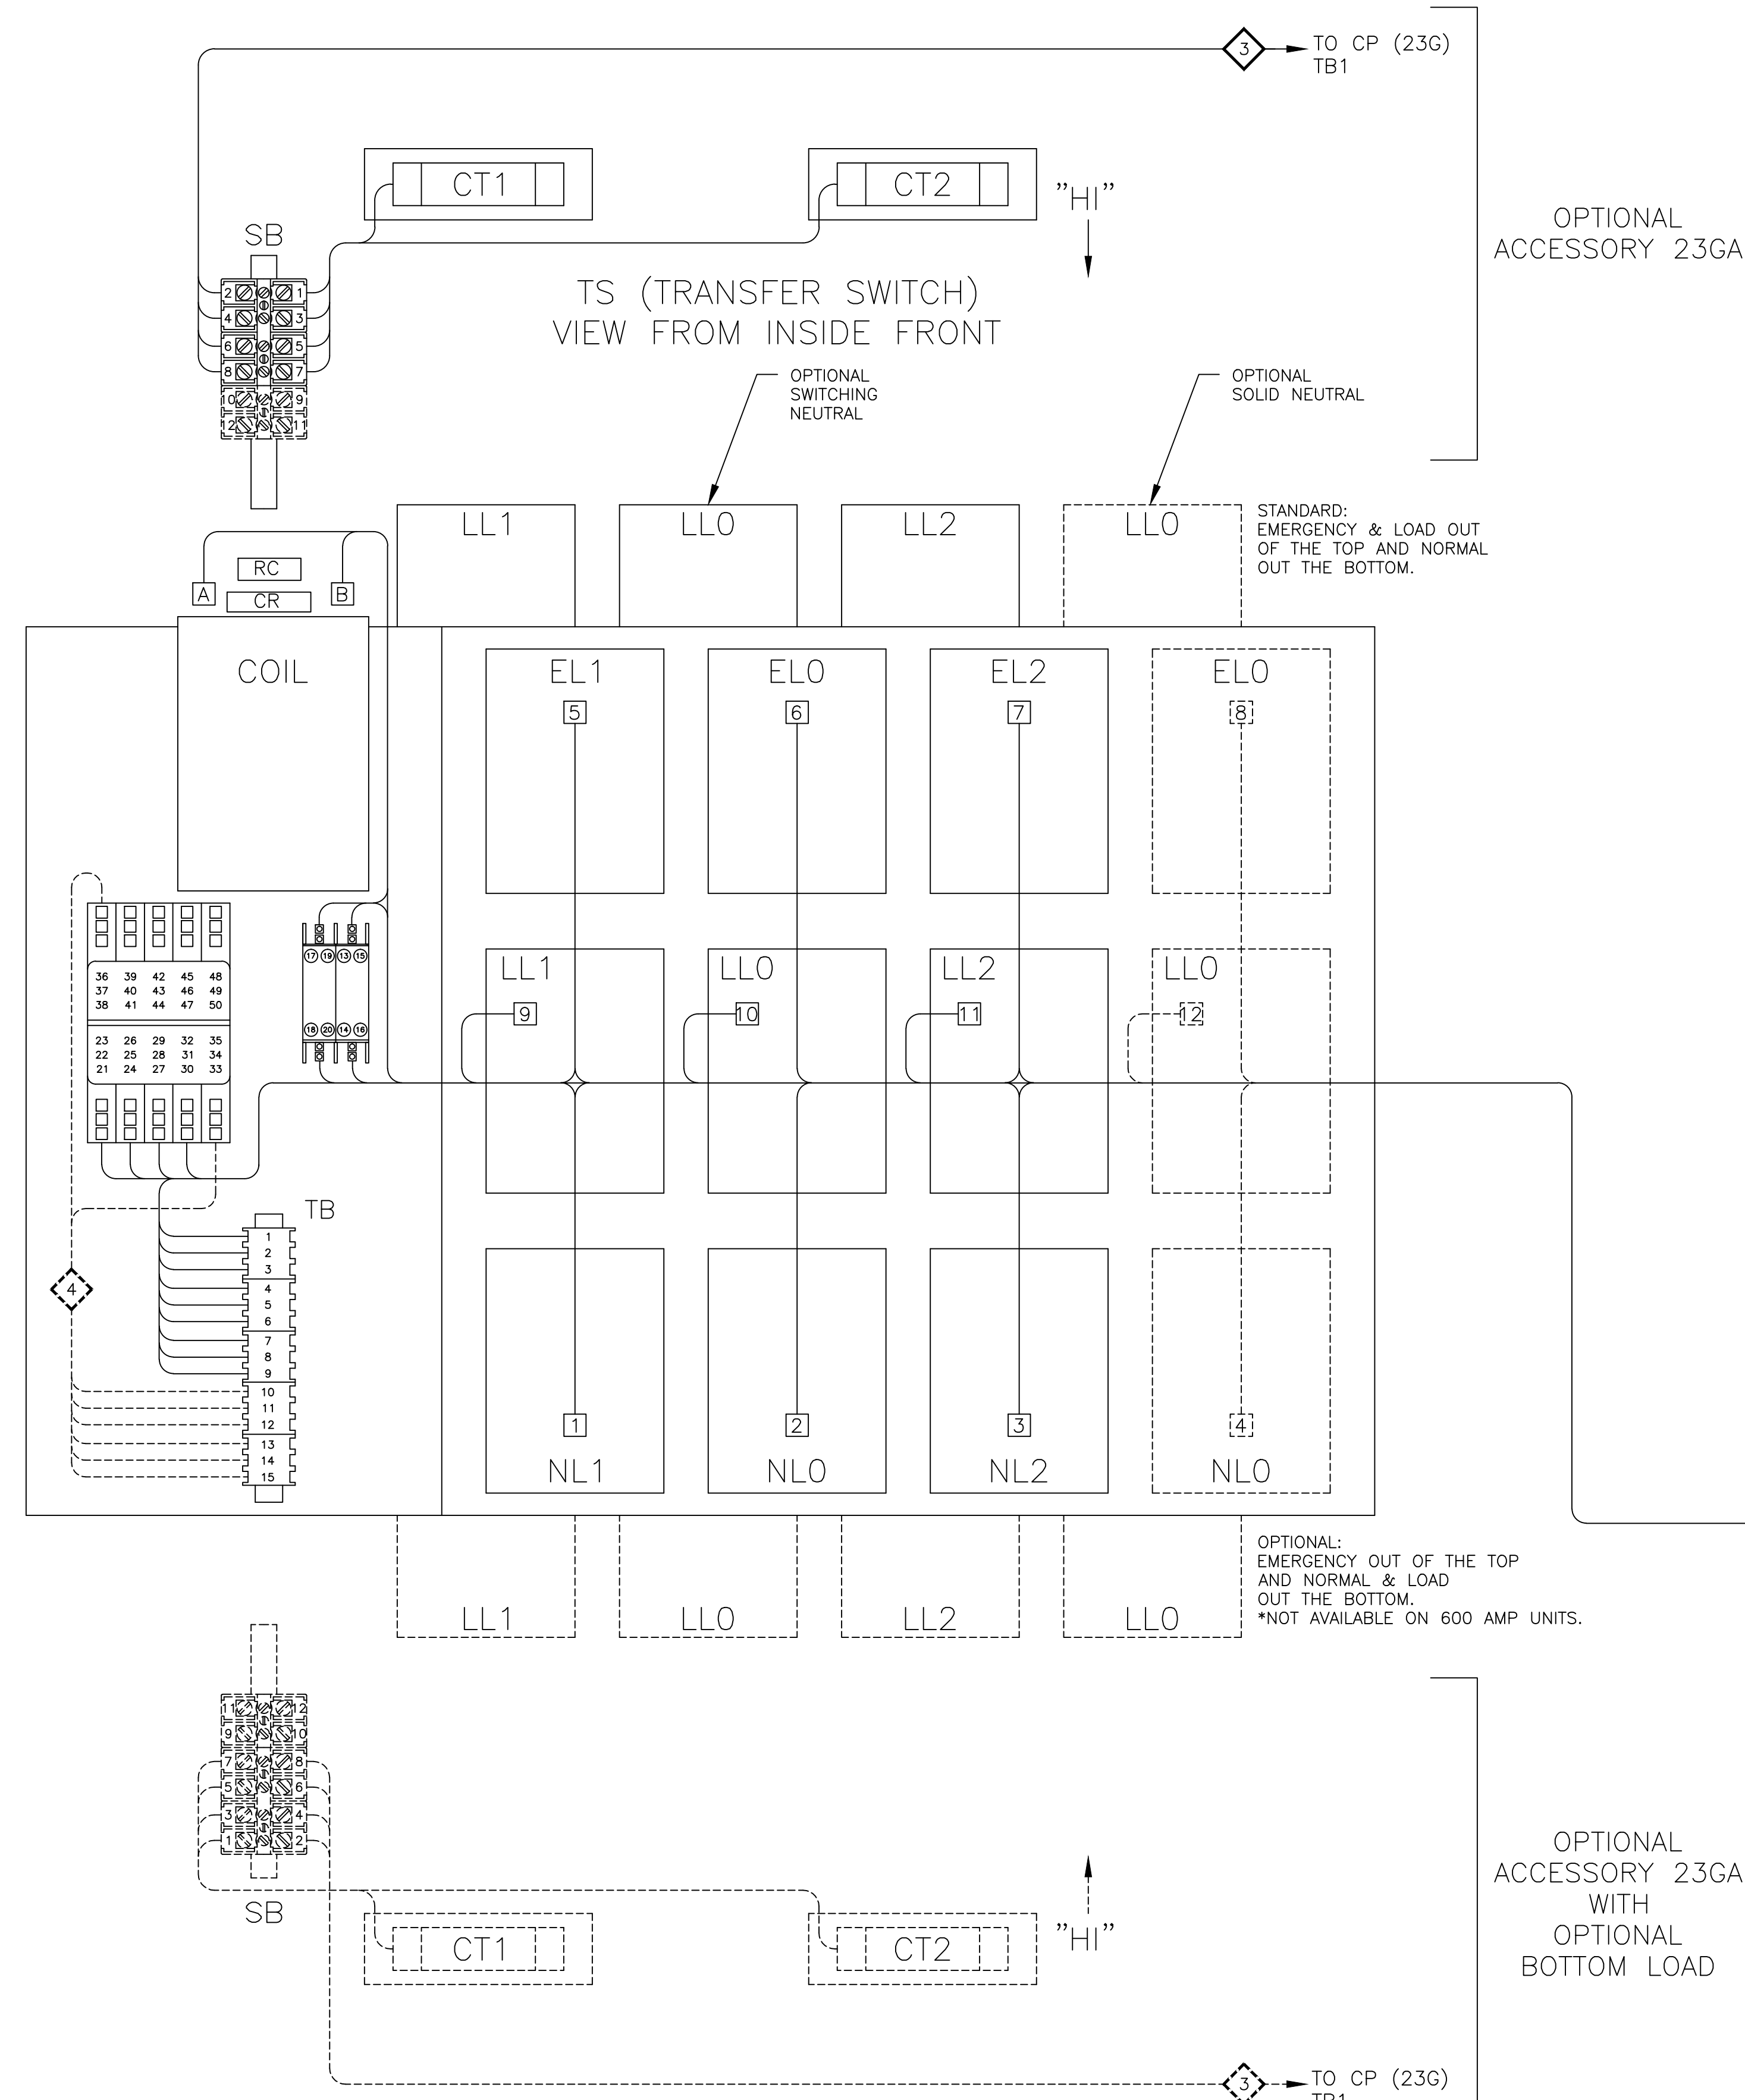 3
TO CP (23G)
TB1
CT1
CT2
"HI"
OPTIONAL
ACCESSORY 23GA
SB
2 1
4 3
6 5
8 7
10 9
12 11
TS (TRANSFER SWITCH)
VIEW FROM INSIDE FRONT
OPTIONAL
SWITCHING
NEUTRAL
OPTIONAL
SOLID NEUTRAL
LL1
LL0
LL2
LL0
STANDARD:
EMERGENCY & LOAD OUT
OF THE TOP AND NORMAL
OUT THE BOTTOM.
RC
A
CR
B
COIL
EL1
EL0
EL2
EL0
5
6
7
8
36 39 42 45 48
37 40 43 46 49
38 41 44 47 50
23 26 29 32 35
22 25 28 31 34
21 24 27 30 33
17 19 13 15
18 20 14 16
LL1
LL0
LL2
LL0
9
10
11
12
TB
1
2
3
4
5
6
7
8
9
10
11
12
13
14
15
4
1
2
3
4
NL1
NL0
NL2
NL0
OPTIONAL:
EMERGENCY OUT OF THE TOP
AND NORMAL & LOAD
OUT THE BOTTOM.
*NOT AVAILABLE ON 600 AMP UNITS.
LL1
LL0
LL2
LL0
11 12
9 10
7 8
5 6
3 4
1 2
SB
CT1
CT2
"HI"
OPTIONAL
ACCESSORY 23GA
WITH
OPTIONAL
BOTTOM LOAD
3
TO CP (23G)
TB1